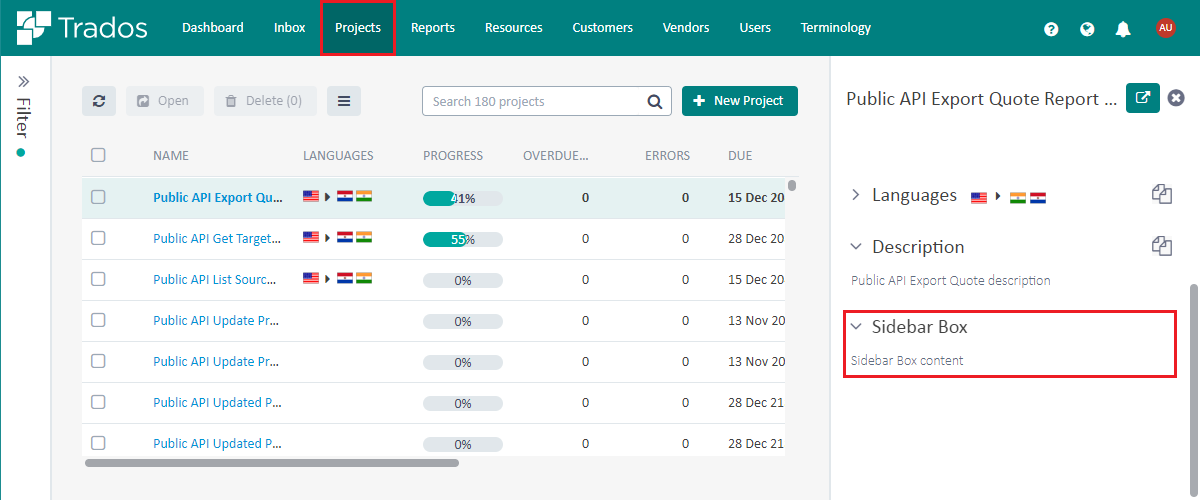 Trados Dashboard Inbox Projects Reports Resources Customers Vendors Users Terminology ? AU
Filter
Open Delete (0) Search 180 projects New Project
NAME LANGUAGES PROGRESS OVERDUE... ERRORS DUE
Public API Export Qu... 41% 0 0 15 Dec 20
Public API Get Target... 55% 0 0 28 Dec 20
Public API List Sourc... 0% 0 0 15 Dec 20
Public API Update Pr... 0% 0 0 13 Nov 20
Public API Update Pr... 0% 0 0 13 Nov 20
Public API Updated P... 0% 0 0 28 Dec 21
Public API Updated P... 0% 0 0 28 Dec 21
Public API Export Quote Report ...
Languages
Description
Public API Export Quote description
Sidebar Box
Sidebar Box content